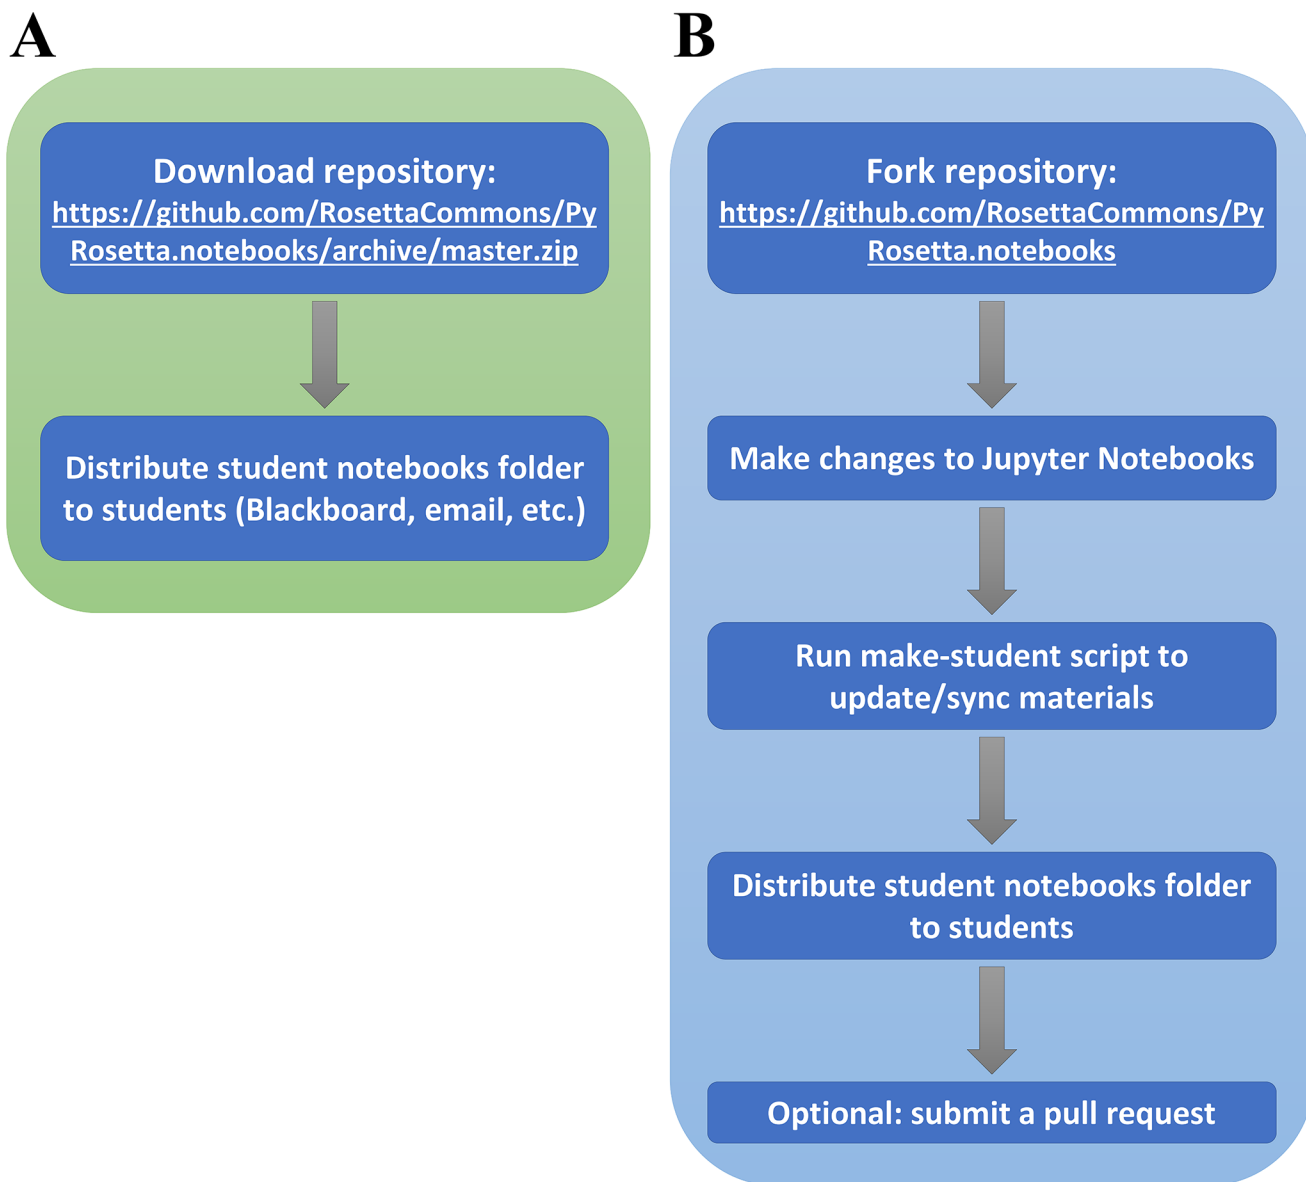 A
Download repository:
https://github.com/RosettaCommons/Py
Rosetta.notebooks/archive/master.zip
Distribute student notebooks folder
to students (Blackboard, email, etc.)
B
Fork repository:
https://github.com/RosettaCommons/Py
Rosetta.notebooks
Make changes to Jupyter Notebooks
Run make-student script to
update/sync materials
Distribute student notebooks folder
to students
Optional: submit a pull request